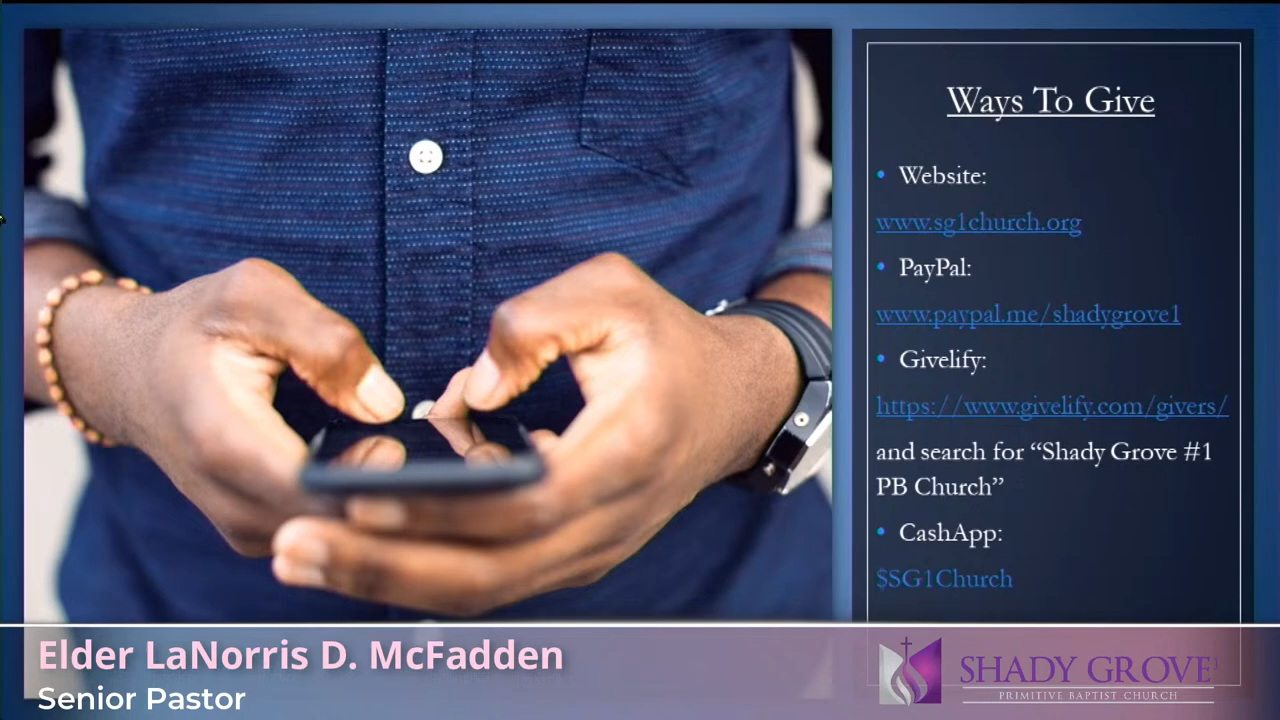 Ways To Give
• Website:
www.sg1church.org
• PayPal:
www.paypal.me/shadygrove1
• Givelify:
https://www.givelify.com/givers/
and search for “Shady Grove #1
PB Church”
• CashApp:
$SG1Church
Elder LaNorris D. McFadden
Senior Pastor
SHADY GROVE1
PRIMITIVE BAPTIST CHURCH